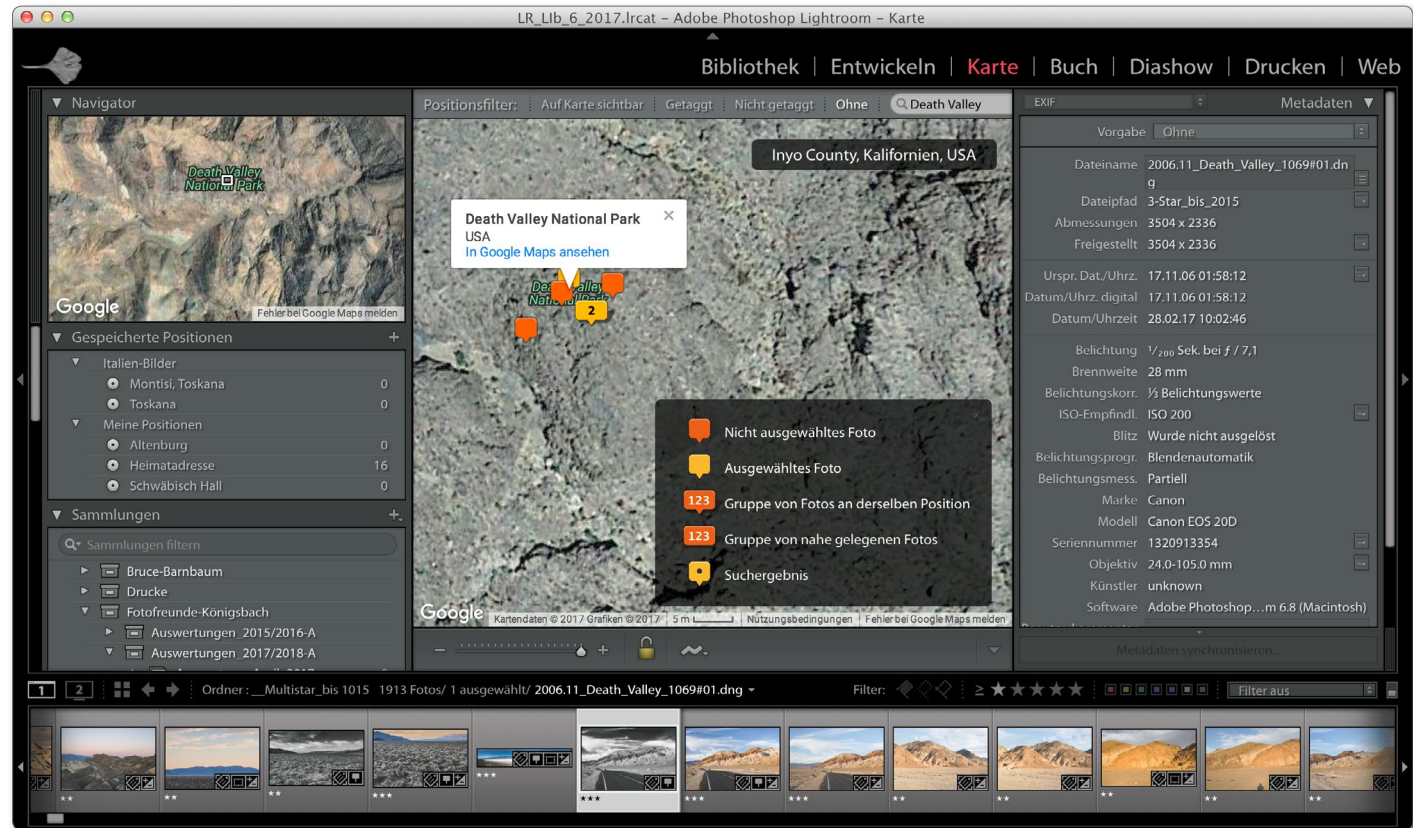 LR_LIb_6_2017.lrcat – Adobe Photoshop Lightroom – Karte
Bibliothek | Entwickeln | Karte | Buch | Diashow | Drucken | Web
Navigator
Death Valley
National Park
Google
Fehler bei Google Maps melden
Gespeicherte Positionen +
Italien-Bilder
Montisi, Toskana 0
Toskana 0
Meine Positionen
Altenburg 0
Heimatadresse 16
Schwäbisch Hall 0
Sammlungen +
Sammlungen filtern
Bruce-Barnbaum
Drucke
Fotofreunde-Königsbach
Auswertungen_2015/2016-A
Auswertungen_2017/2018-A
Positionsfilter: Auf Karte sichtbar Getaggt Nicht getaggt Ohne Death Valley
Inyo County, Kalifornien, USA
Death Valley National Park
USA
In Google Maps ansehen
2
Nicht ausgewähltes Foto
Ausgewähltes Foto
123 Gruppe von Fotos an derselben Position
123 Gruppe von nahe gelegenen Fotos
Suchergebnis
Google Kartendaten © 2017 Grafiken © 2017 5 m Nutzungsbedingungen Fehler bei Google Maps melden
EXIF Metadaten
Vorgabe Ohne
Dateiname 2006.11_Death_Valley_1069#01.dn
g
Dateipfad 3-Star_bis_2015
Abmessungen 3504 x 2336
Freigestellt 3504 x 2336
Urspr. Dat./Uhrz. 17.11.06 01:58:12
Datum/Uhrz. digital 17.11.06 01:58:12
Datum/Uhrzeit 28.02.17 10:02:46
Belichtung 1/200 Sek. bei ƒ / 7,1
Brennweite 28 mm
Belichtungskorr. ⅓ Belichtungswerte
ISO-Empfindl. ISO 200
Blitz Wurde nicht ausgelöst
Belichtungsprogr. Blendenautomatik
Belichtungsmess. Partiell
Marke Canon
Modell Canon EOS 20D
Seriennummer 1320913354
Objektiv 24.0-105.0 mm
Künstler unknown
Software Adobe Photoshop…m 6.8 (Macintosh)
Metadaten synchronisieren…
1 2 Ordner : __Multistar_bis 1015 1913 Fotos/ 1 ausgewählt/ 2006.11_Death_Valley_1069#01.dng Filter: ≥ ★★★★★ Filter aus